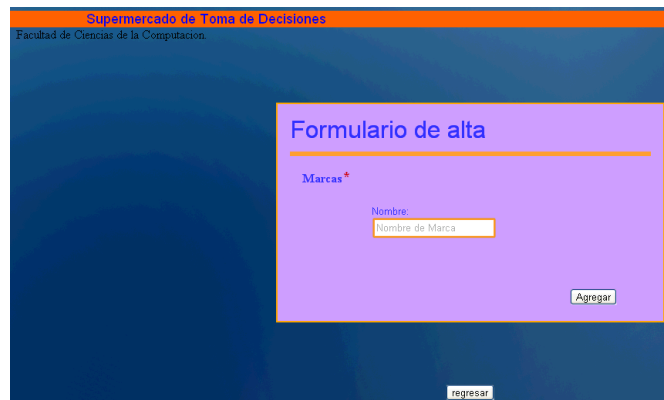 Supermercado de Toma de Decisiones
Facultad de Ciencias de la Computacion.
Formulario de alta
Marcas*
Nombre:
Nombre de Marca
Agregar
regresar